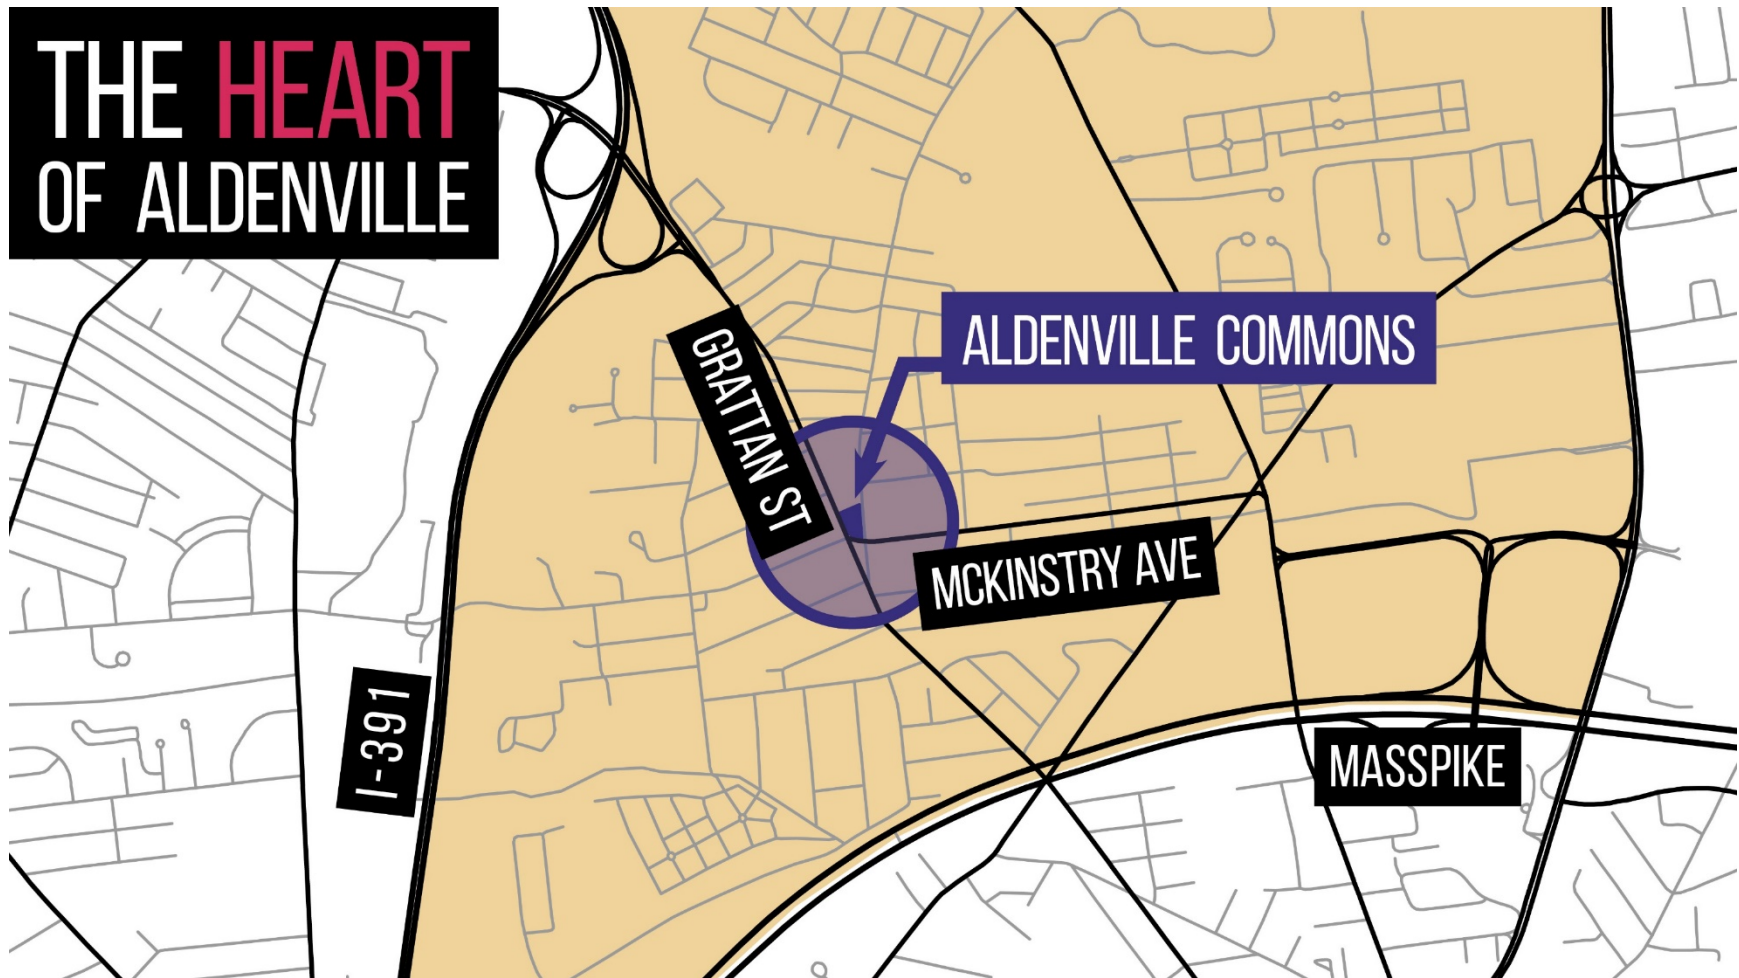 THE HEART
OF ALDENVILLE
GRATTAN ST
ALDENVILLE COMMONS
MCKINSTRY AVE
I-391
MASSPIKE